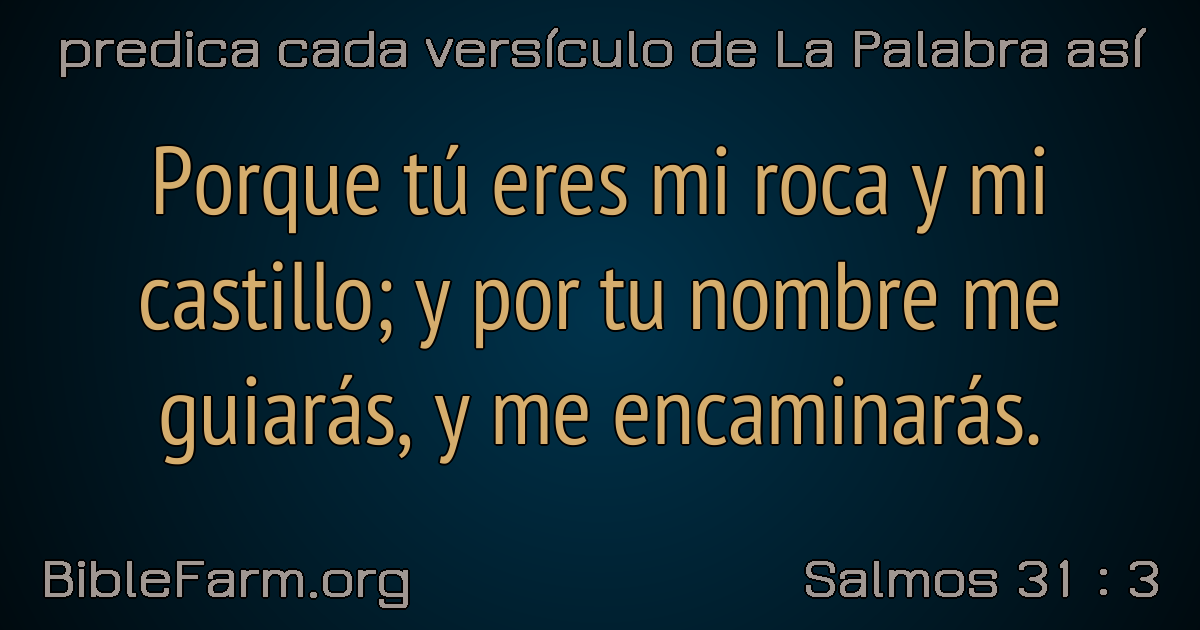 predica cada versículo de La Palabra así
Porque tú eres mi roca y mi
castillo; y por tu nombre me
guiarás, y me encaminarás.
BibleFarm.org
Salmos 31 : 3